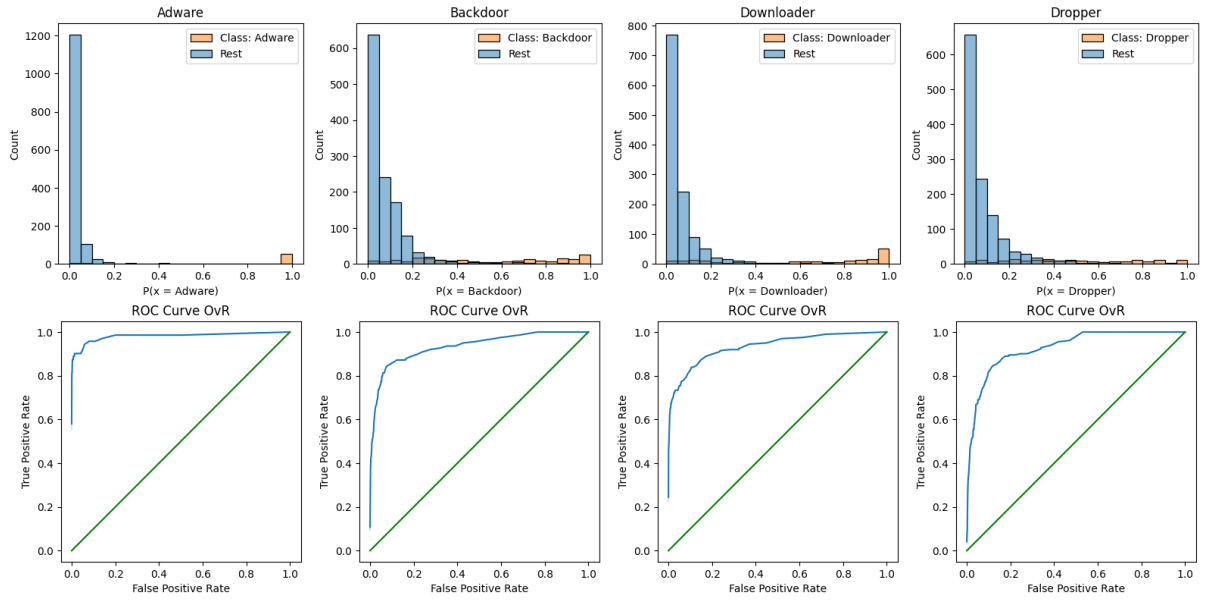 Adware
Class: Adware
Rest
Count
1200
1000
800
600
400
200
0
0.0 0.2 0.4 0.6 0.8 1.0
P(x = Adware)
Backdoor
Class: Backdoor
Rest
Count
600
500
400
300
200
100
0
0.0 0.2 0.4 0.6 0.8 1.0
P(x = Backdoor)
Downloader
Class: Downloader
Rest
Count
800
700
600
500
400
300
200
100
0
0.0 0.2 0.4 0.6 0.8 1.0
P(x = Downloader)
Dropper
Class: Dropper
Rest
Count
600
500
400
300
200
100
0
0.0 0.2 0.4 0.6 0.8 1.0
P(x = Dropper)
ROC Curve OvR
True Positive Rate
1.0
0.8
0.6
0.4
0.2
0.0
0.0 0.2 0.4 0.6 0.8 1.0
False Positive Rate
ROC Curve OvR
True Positive Rate
1.0
0.8
0.6
0.4
0.2
0.0
0.0 0.2 0.4 0.6 0.8 1.0
False Positive Rate
ROC Curve OvR
True Positive Rate
1.0
0.8
0.6
0.4
0.2
0.0
0.0 0.2 0.4 0.6 0.8 1.0
False Positive Rate
ROC Curve OvR
True Positive Rate
1.0
0.8
0.6
0.4
0.2
0.0
0.0 0.2 0.4 0.6 0.8 1.0
False Positive Rate